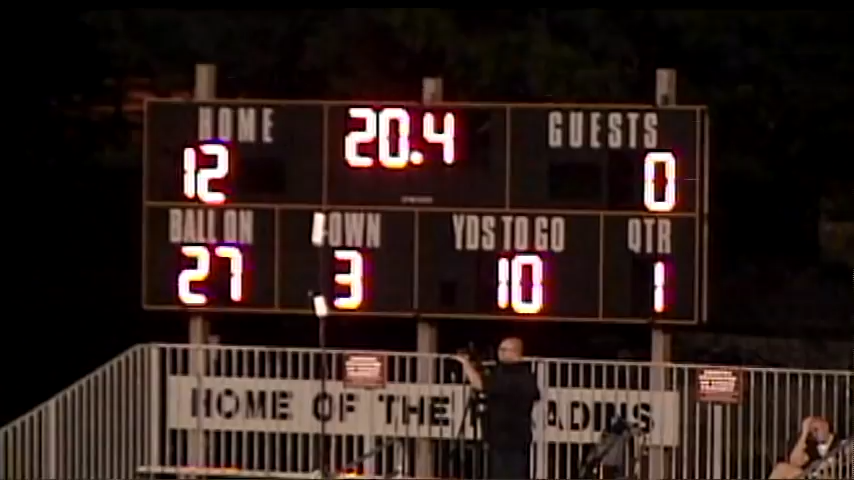 HOME 20.4 GUESTS
12 0
BALL ON DOWN YDS TO GO QTR
27 3 10 1
HOME OF THE PALADINS